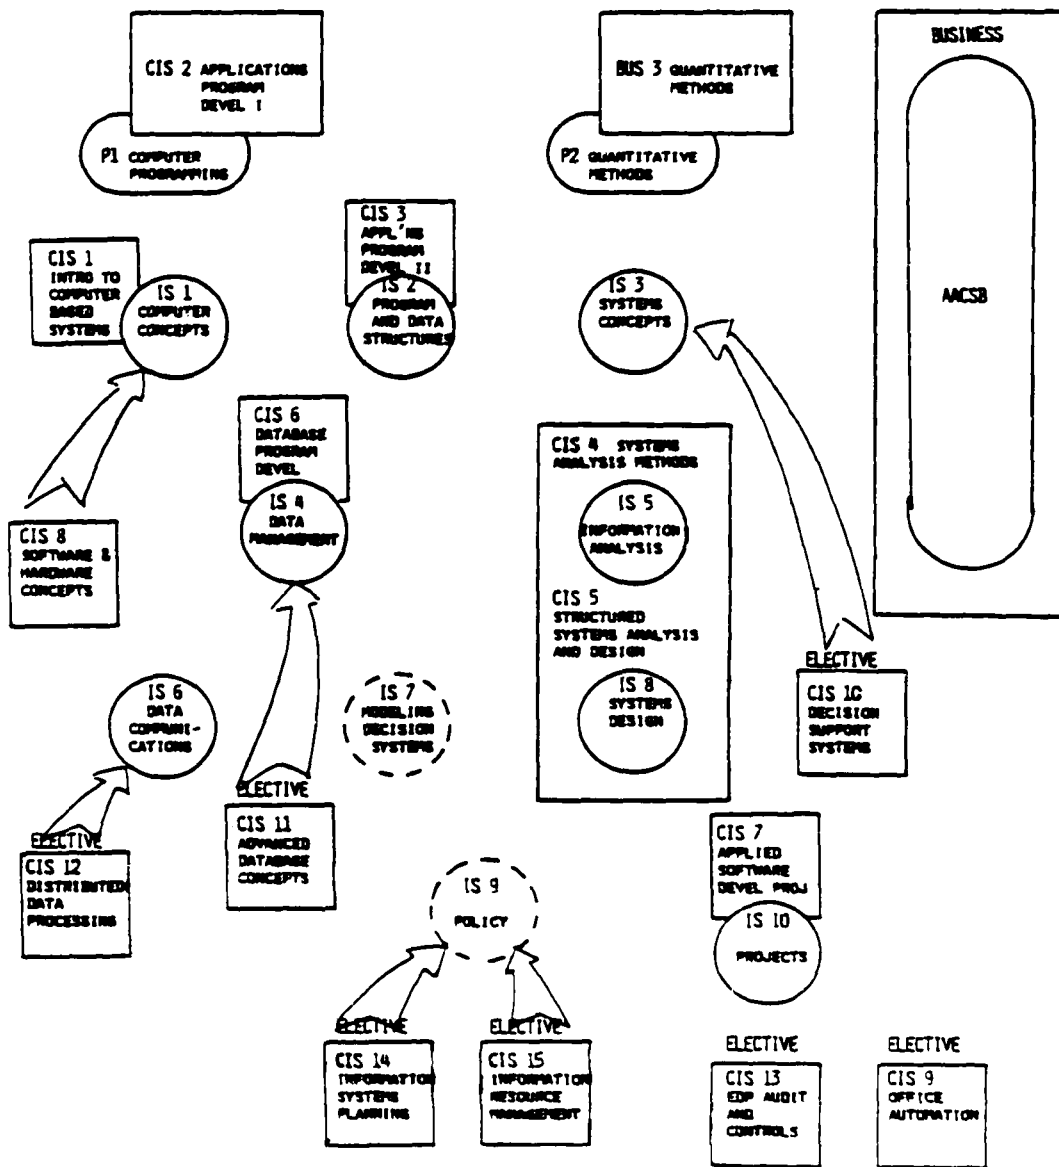 CIS 2 APPLICATIONS
PROGRAM
DEVEL I
P1 COMPUTER
PROGRAMMING
BUS 3 QUANTITATIVE
METHODS
P2 QUANTITATIVE
METHODS
BUSINESS
AACSB
CIS 1
INTRO TO
COMPUTER
BASED
SYSTEMS
IS 1
COMPUTER
CONCEPTS
CIS 3
APPL'NS
PROGRAM
DEVEL II
IS 2
PROGRAM
AND DATA
STRUCTURES
IS 3
SYSTEMS
CONCEPTS
CIS 8
SOFTWARE &
HARDWARE
CONCEPTS
CIS 6
DATABASE
PROGRAM
DEVEL
IS 4
DATA
MANAGEMENT
CIS 4 SYSTEMS
ANALYSIS METHODS
IS 5
INFORMATION
ANALYSIS
CIS 5
STRUCTURED
SYSTEMS ANALYSIS
AND DESIGN
IS 8
SYSTEMS
DESIGN
ELECTIVE
CIS 10
DECISION
SUPPORT
SYSTEMS
IS 6
DATA
COMMUNI-
CATIONS
IS 7
MODELING
DECISION
SYSTEMS
ELECTIVE
CIS 12
DISTRIBUTED
DATA
PROCESSING
ELECTIVE
CIS 11
ADVANCED
DATABASE
CONCEPTS
IS 9
POLICY
CIS 7
APPLIED
SOFTWARE
DEVEL PROJ
IS 10
PROJECTS
ELECTIVE
CIS 14
INFORMATION
SYSTEMS
PLANNING
ELECTIVE
CIS 15
INFORMATION
RESOURCE
MANAGEMENT
ELECTIVE
CIS 13
EDP AUDIT
AND
CONTROLS
ELECTIVE
CIS 9
OFFICE
AUTOMATION